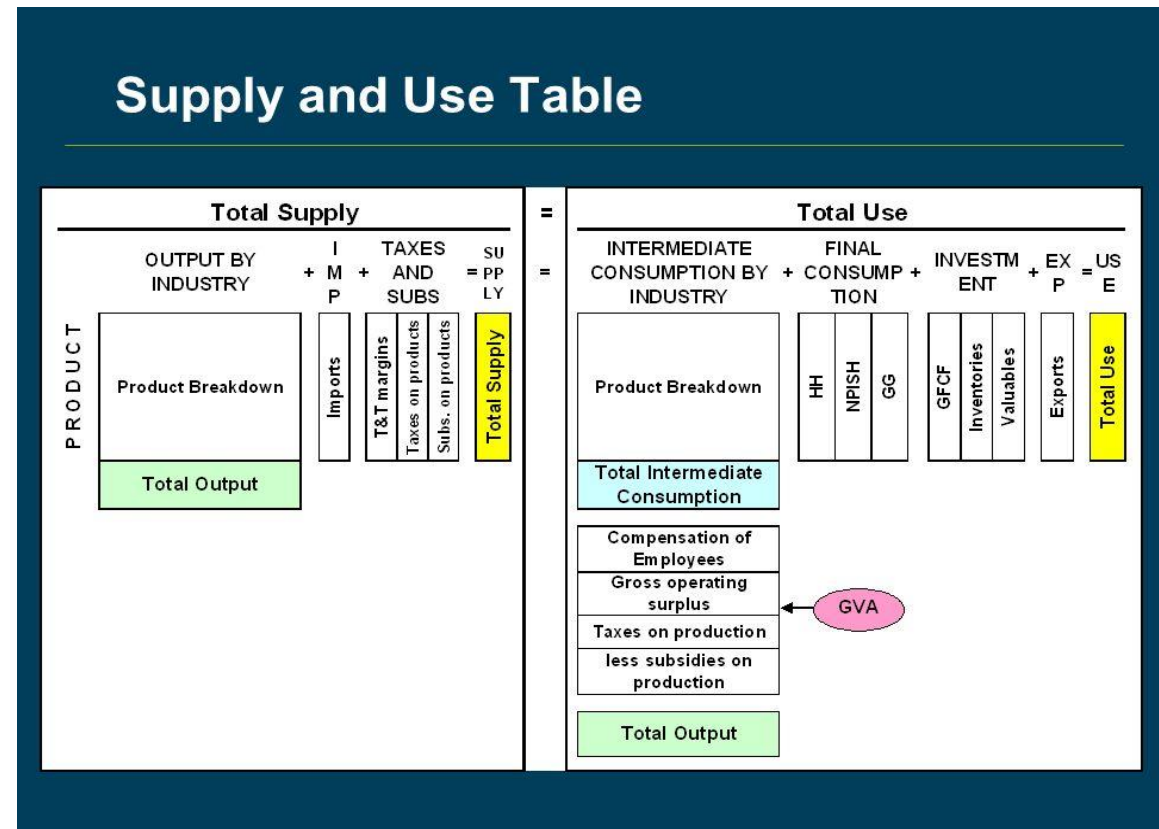 Supply and Use Table
Total Supply
=
Total Use
OUTPUT BY
INDUSTRY
+
I
M
P
+
TAXES
AND
SUBS
=
SU
PP
LY
=
INTERMEDIATE
CONSUMPTION BY
INDUSTRY
+
FINAL
CONSUMP
TION
+
INVESTM
ENT
+
EX
P
=
US
E
PRODUCT
Product Breakdown
Imports
T&T margins
Taxes on products
Subs. on products
Total Supply
Total Output
Product Breakdown
HH
NPISH
GG
GFCF
Inventories
Valuables
Exports
Total Use
Total Intermediate
Consumption
Compensation of
Employees
Gross operating
surplus
GVA
Taxes on production
less subsidies on
production
Total Output